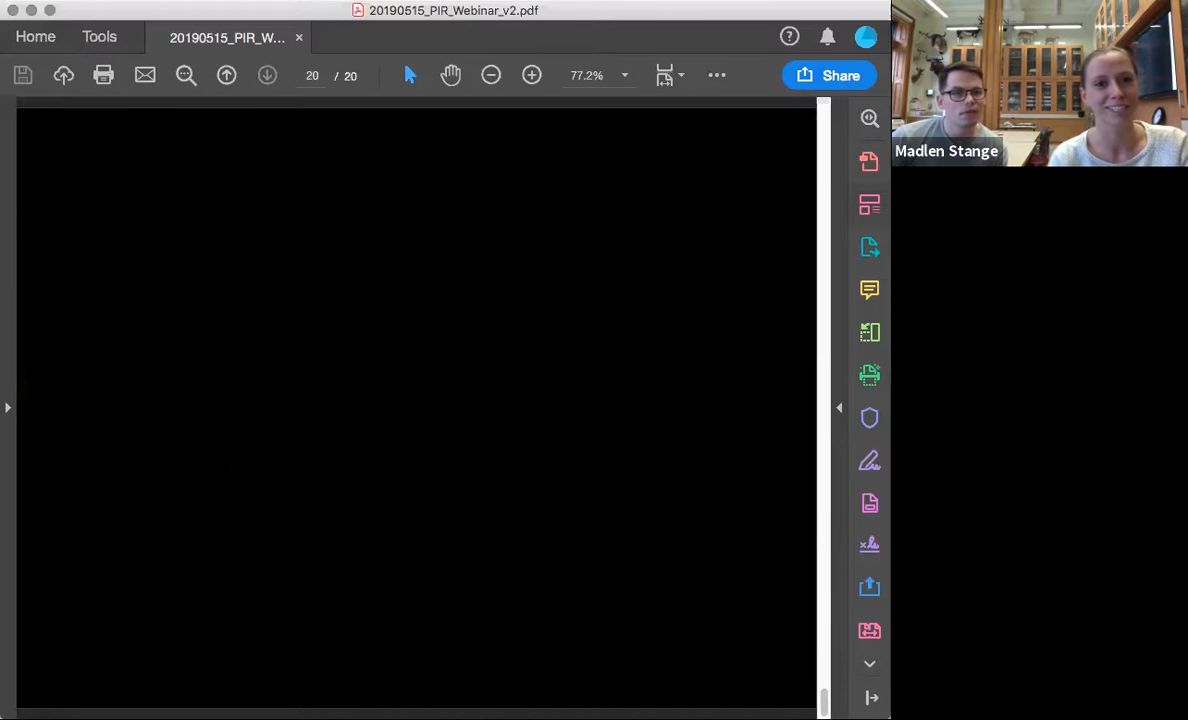 20190515_PIR_Webinar_v2.pdf
Home Tools 20190515_PIR_W... ×
20 / 20 77.2% Share
Madlen Stange